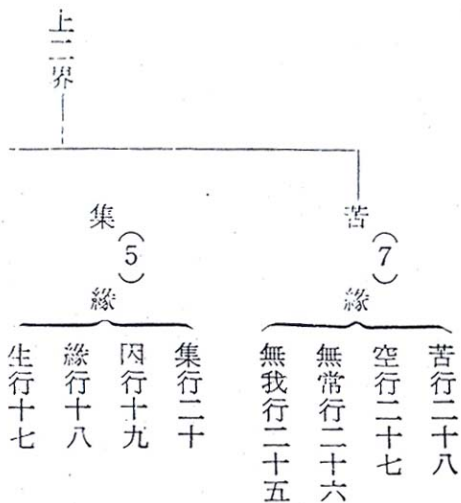 上二界
苦(7)緣
苦行二十八
空行二十七
無常行二十六
無我行二十五
集(5)緣
集行二十
因行十九
緣行十八
生行十七